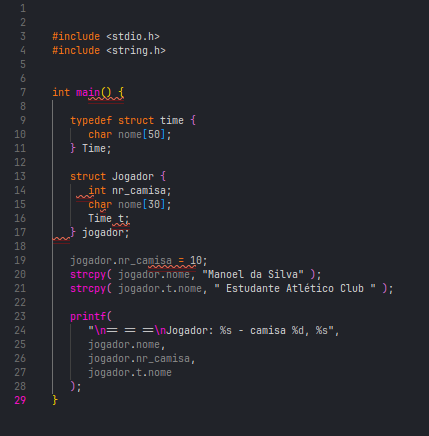 1
2
3 #include <stdio.h>
4 #include <string.h>
5
6
7 int main() {
8
9 typedef struct time {
10 char nome[50];
11 } Time;
12
13 struct Jogador {
14 int nr_camisa;
15 char nome[30];
16 Time t;
17 } jogador;
18
19 jogador.nr_camisa = 10;
20 strcpy( jogador.nome, "Manoel da Silva" );
21 strcpy( jogador.t.nome, " Estudante Atlético Club " );
22
23 printf(
24 "\n== == ==\nJogador: %s - camisa %d, %s",
25 jogador.nome,
26 jogador.nr_camisa,
27 jogador.t.nome
28 );
29 }